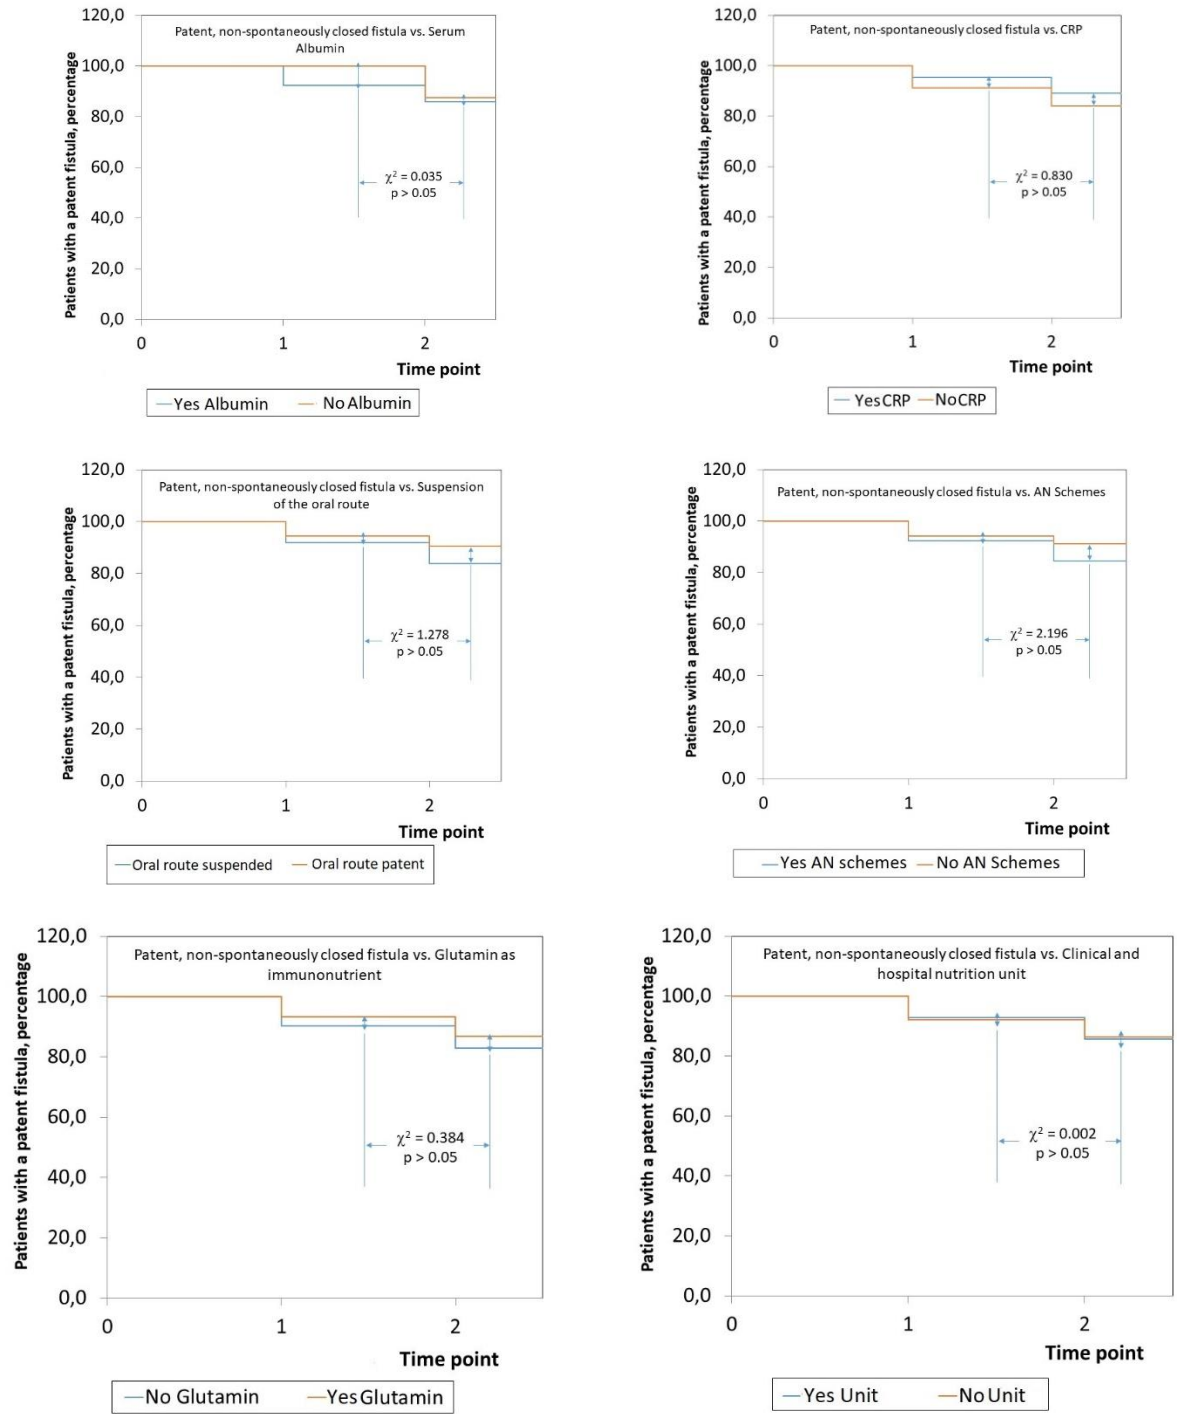 Patent, non-spontaneously closed fistula vs. Serum
Albumin
Patients with a patent fistula, percentage
120,0
100,0
80,0
60,0
40,0
20,0
0,0
χ² = 0.035
p > 0.05
0 1 2
Time point
Yes Albumin No Albumin
Patent, non-spontaneously closed fistula vs. CRP
Patients with a patent fistula, percentage
120,0
100,0
80,0
60,0
40,0
20,0
0,0
χ² = 0.830
p > 0.05
0 1 2
Time point
Yes CRP No CRP
Patent, non-spontaneously closed fistula vs. Suspension
of the oral route
Patients with a patent fistula, percentage
120,0
100,0
80,0
60,0
40,0
20,0
0,0
χ² = 1.278
p > 0.05
0 1 2
Time point
Oral route suspended Oral route patent
Patent, non-spontaneously closed fistula vs. AN Schemes
Patients with a patent fistula, percentage
120,0
100,0
80,0
60,0
40,0
20,0
0,0
χ² = 2.196
p > 0.05
0 1 2
Time point
Yes AN schemes No AN Schemes
Patent, non-spontaneously closed fistula vs. Glutamin as
immunonutrient
Patients with a patent fistula, percentage
120,0
100,0
80,0
60,0
40,0
20,0
0,0
χ² = 0.384
p > 0.05
0 1 2
Time point
No Glutamin Yes Glutamin
Patent, non-spontaneously closed fistula vs. Clinical and
hospital nutrition unit
Patients with a patent fistula, percentage
120,0
100,0
80,0
60,0
40,0
20,0
0,0
χ² = 0.002
p > 0.05
0 1 2
Time point
Yes Unit No Unit